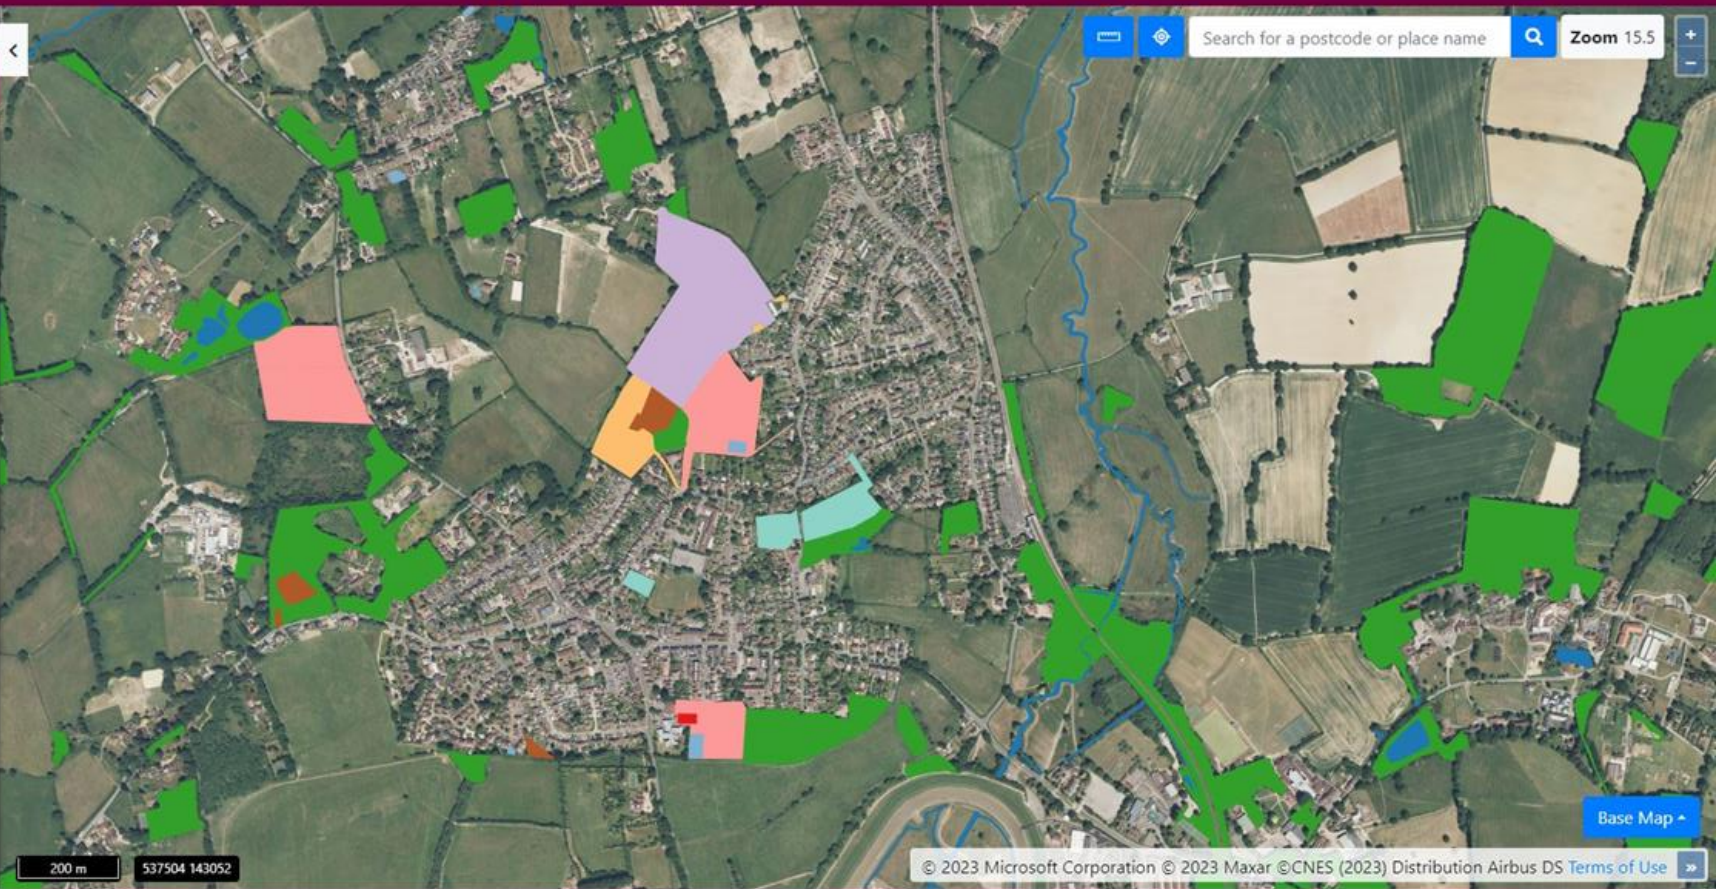 Search for a postcode or place name
Zoom 15.5
+
−
Base Map
200 m
537504 143052
© 2023 Microsoft Corporation © 2023 Maxar ©CNES (2023) Distribution Airbus DS Terms of Use
»